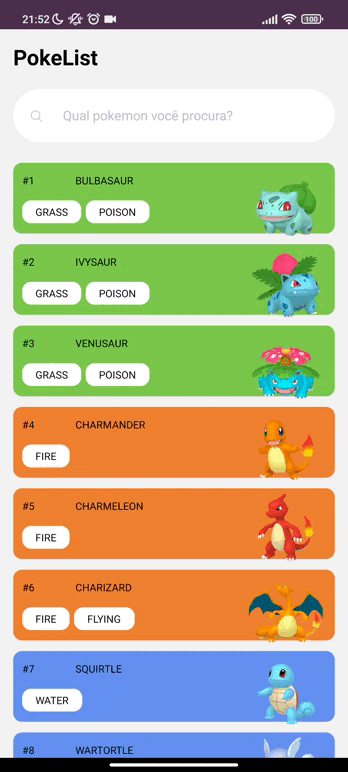 21:52 100
PokeList
Qual pokemon você procura?
#1 BULBASAUR
GRASS POISON
#2 IVYSAUR
GRASS POISON
#3 VENUSAUR
GRASS POISON
#4 CHARMANDER
FIRE
#5 CHARMELEON
FIRE
#6 CHARIZARD
FIRE FLYING
#7 SQUIRTLE
WATER
#8 WARTORTLE